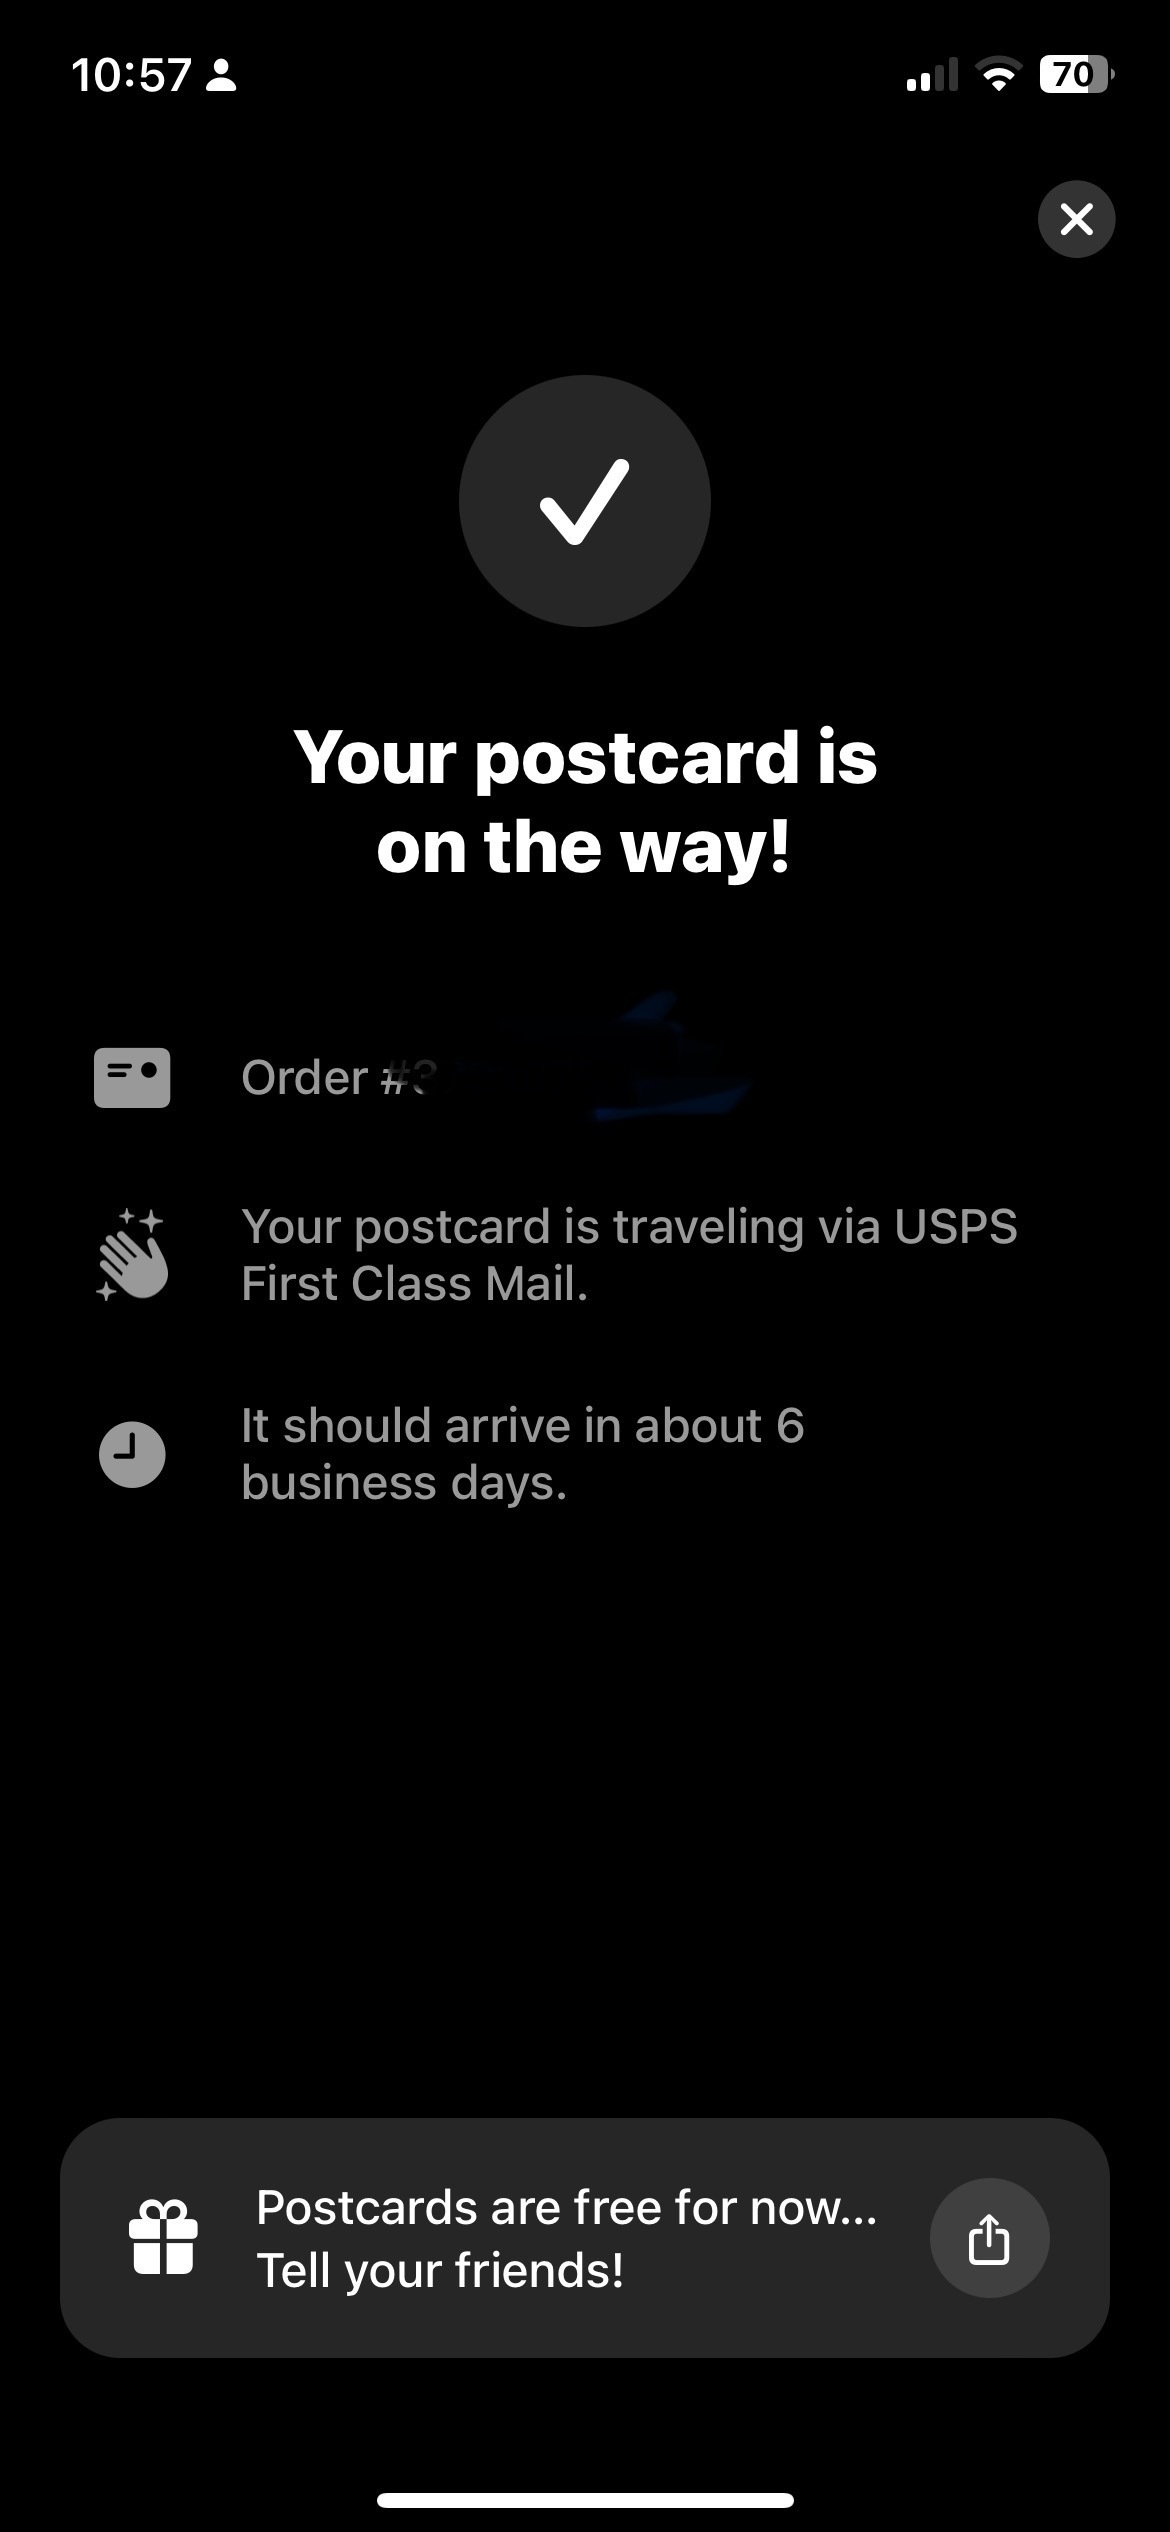 10:57
70
Your postcard is
on the way!
Order
Your postcard is traveling via USPS
First Class Mail.
It should arrive in about 6
business days.
Postcards are free for now...
Tell your friends!